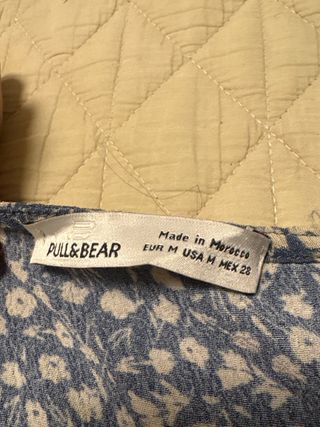 PULL&BEAR
Made in Morocco
EUR M USA M MEX 28